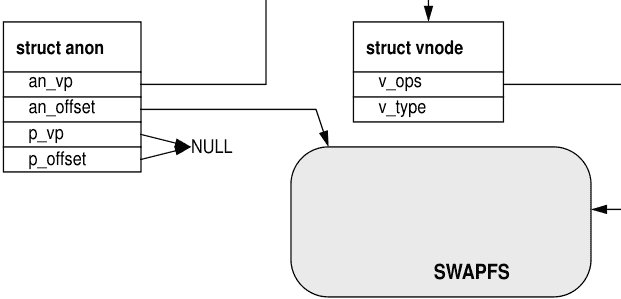 struct anon
an_vp
an_offset
p_vp
p_offset
NULL
struct vnode
v_ops
v_type
SWAPFS